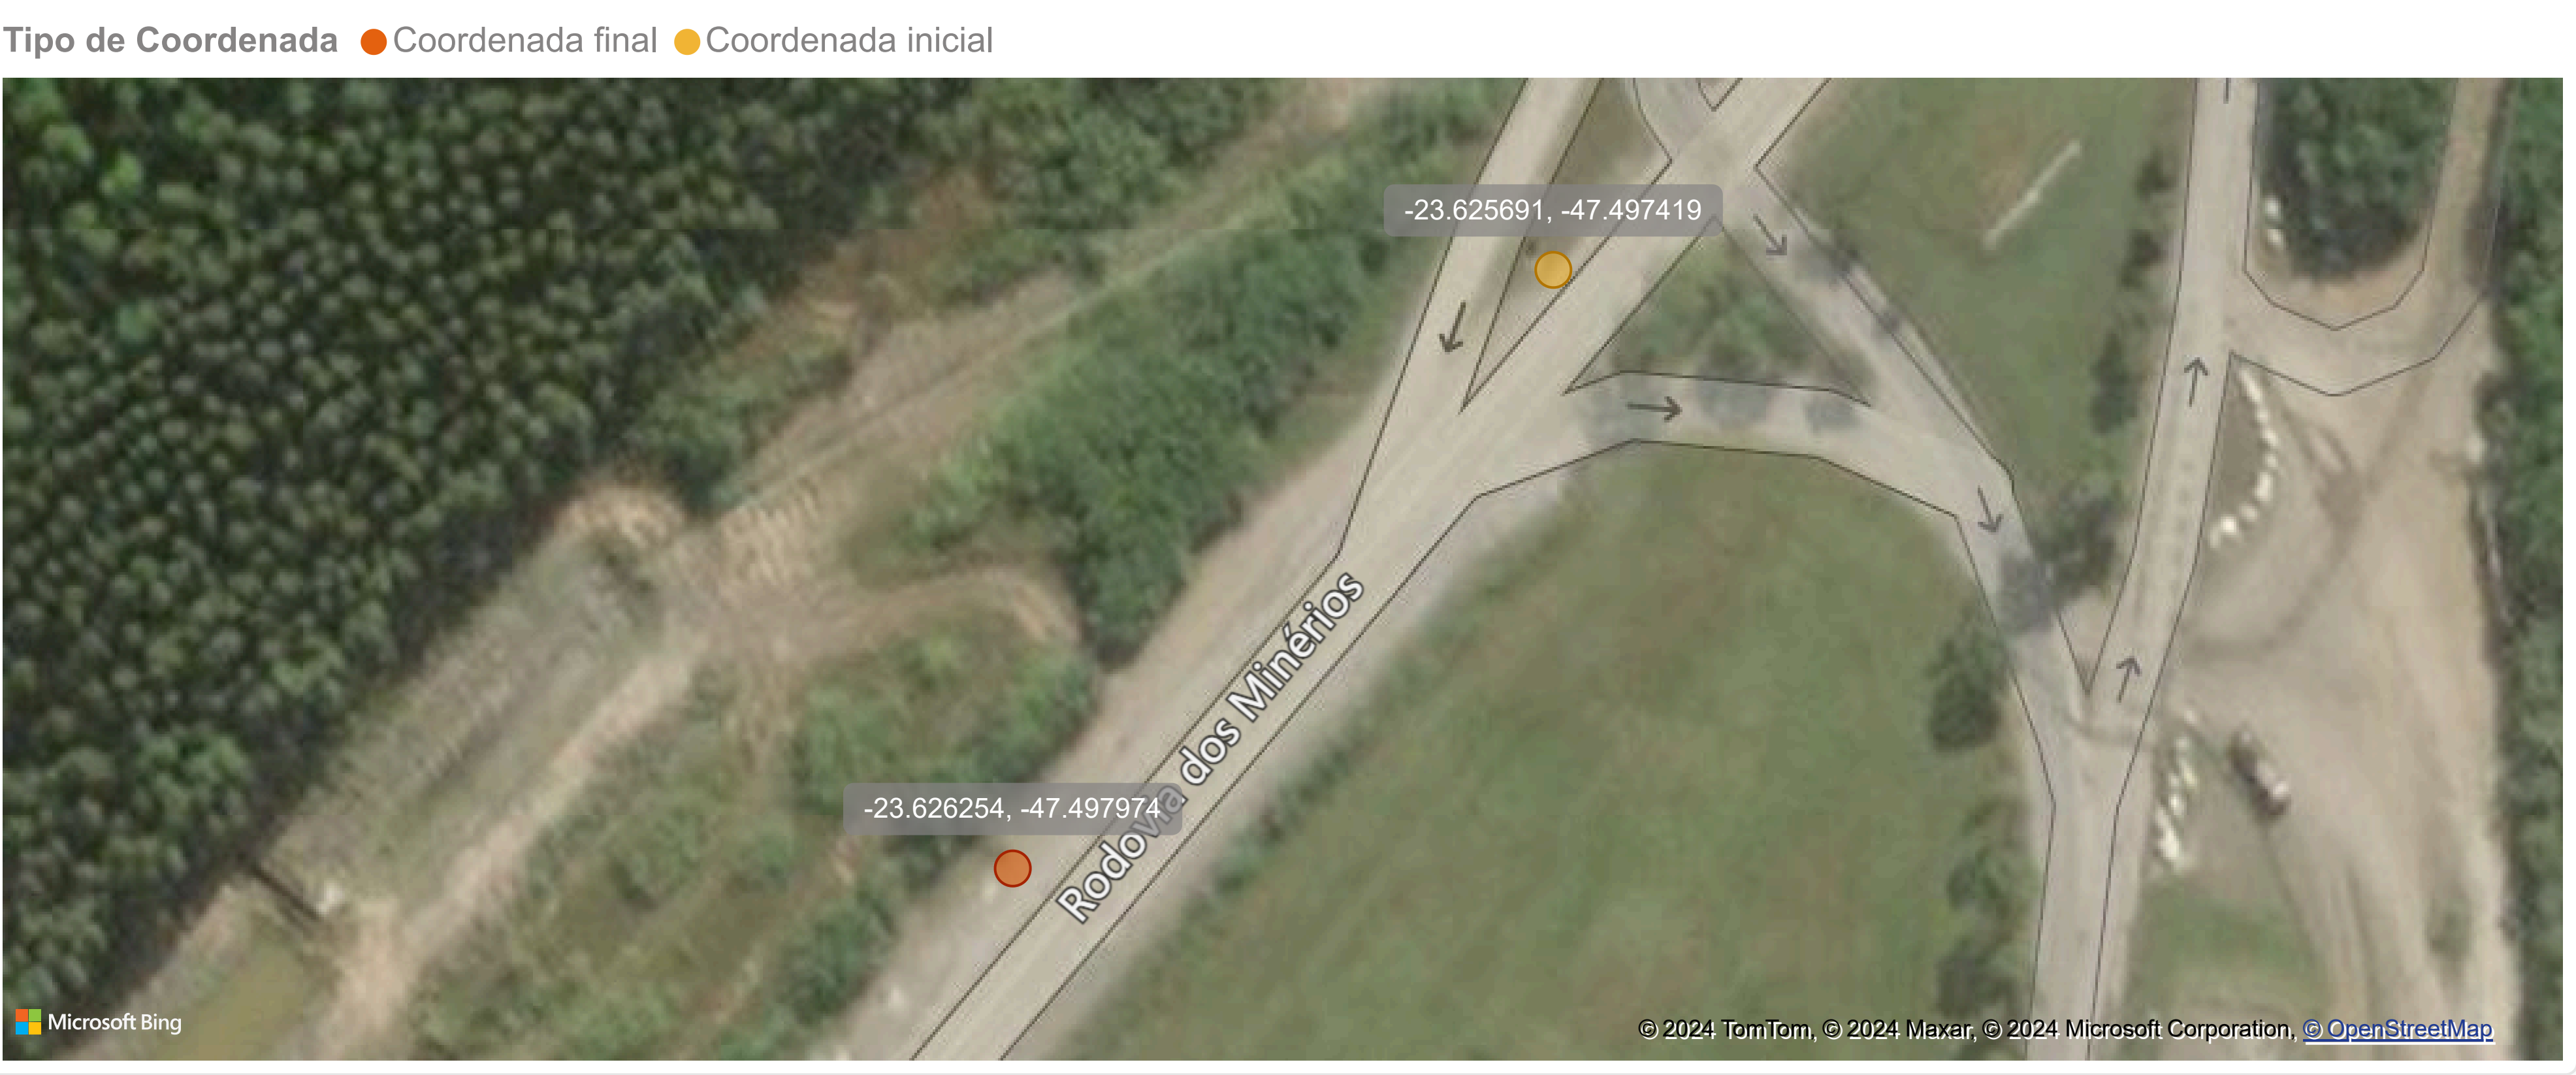 Tipo de Coordenada Coordenada final Coordenada inicial
-23.625691, -47.497419
Rodovia dos Minérios
-23.626254, -47.497974
Microsoft Bing
© 2024 TomTom, © 2024 Maxar, © 2024 Microsoft Corporation, © OpenStreetMap